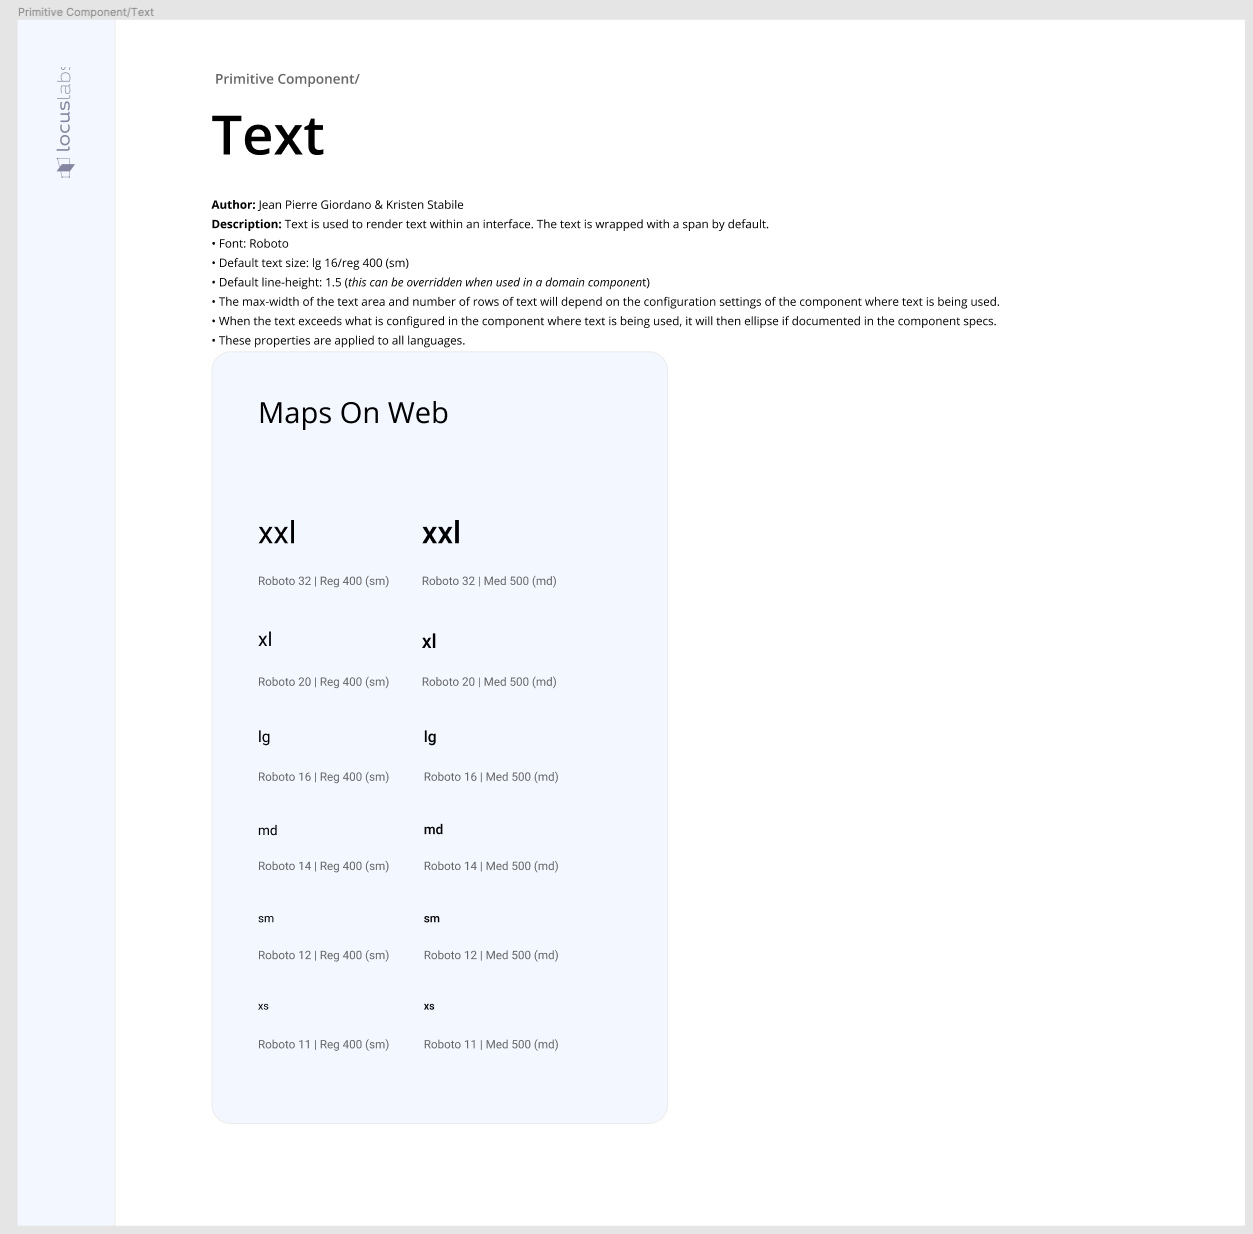 Primitive Component/Text
locuslabs
Primitive Component/
Text
Author: Jean Pierre Giordano & Kristen Stabile
Description: Text is used to render text within an interface. The text is wrapped with a span by default.
• Font: Roboto
• Default text size: lg 16/reg 400 (sm)
• Default line-height: 1.5 (this can be overridden when used in a domain component)
• The max-width of the text area and number of rows of text will depend on the configuration settings of the component where text is being used.
• When the text exceeds what is configured in the component where text is being used, it will then ellipse if documented in the component specs.
• These properties are applied to all languages.
Maps On Web
xxl xxl
Roboto 32 | Reg 400 (sm) Roboto 32 | Med 500 (md)
xl xl
Roboto 20 | Reg 400 (sm) Roboto 20 | Med 500 (md)
lg lg
Roboto 16 | Reg 400 (sm) Roboto 16 | Med 500 (md)
md md
Roboto 14 | Reg 400 (sm) Roboto 14 | Med 500 (md)
sm sm
Roboto 12 | Reg 400 (sm) Roboto 12 | Med 500 (md)
xs xs
Roboto 11 | Reg 400 (sm) Roboto 11 | Med 500 (md)